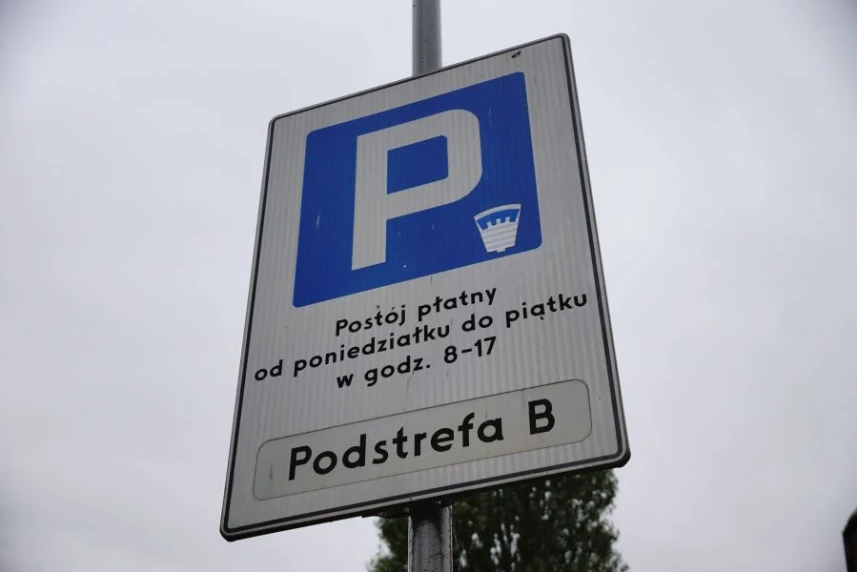 P
Postój płatny
od poniedziałku do piątku
w godz. 8-17
Podstrefa B